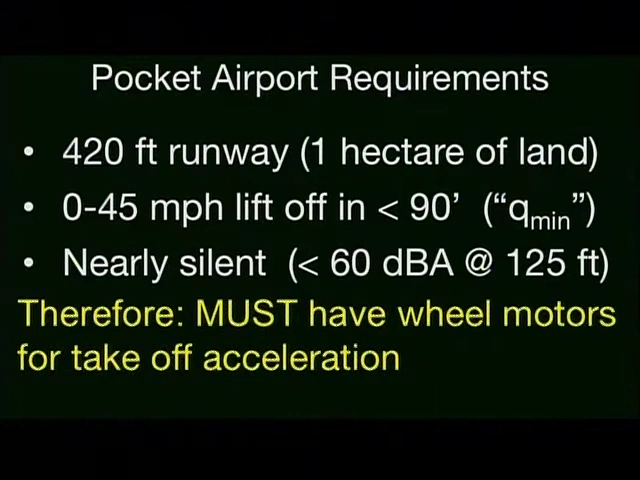 Pocket Airport Requirements
• 420 ft runway (1 hectare of land)
• 0-45 mph lift off in < 90’ (“qmin”)
• Nearly silent (< 60 dBA @ 125 ft)
Therefore: MUST have wheel motors
for take off acceleration